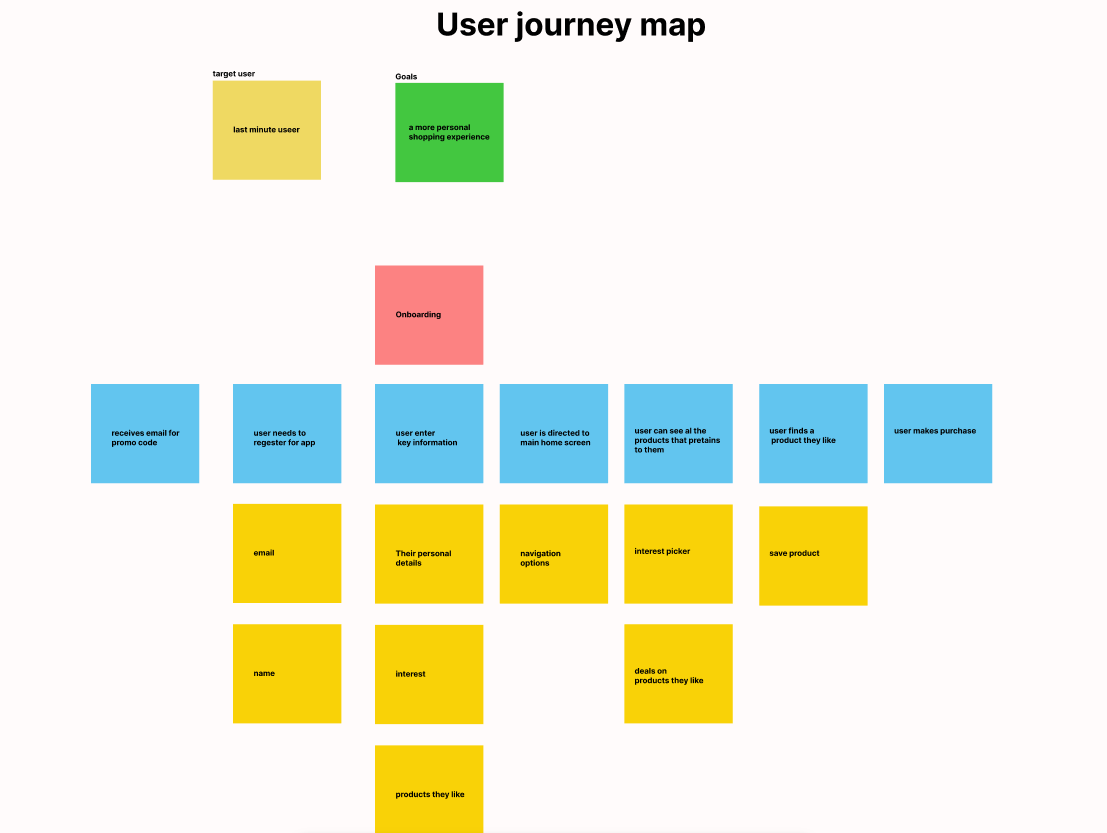 User journey map
target user
Goals
last minute useer
a more personal
shopping experience
Onboarding
receives email for
promo code
user needs to
regester for app
user enter
key information
user is directed to
main home screen
user can see al the
products that pretains
to them
user finds a
product they like
user makes purchase
email
Their personal
details
navigation
options
interest picker
save product
name
interest
deals on
products they like
products they like